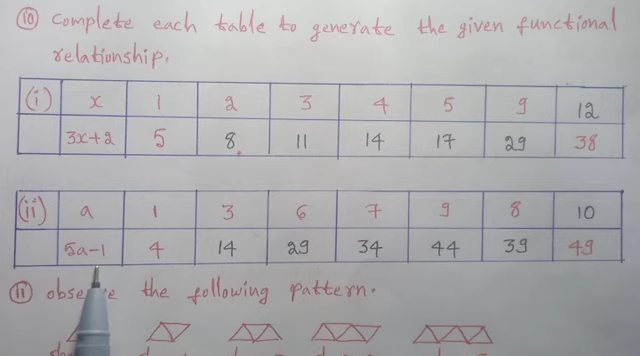 ⑩ Complete each table to generate the given functional
relationship.
(i) x 1 2 3 4 5 9 12
3x+2 5 8 11 14 17 29 38
(ii) a 1 3 6 7 9 8 10
5a-1 4 14 29 34 44 39 49
⑪ observe the following pattern.